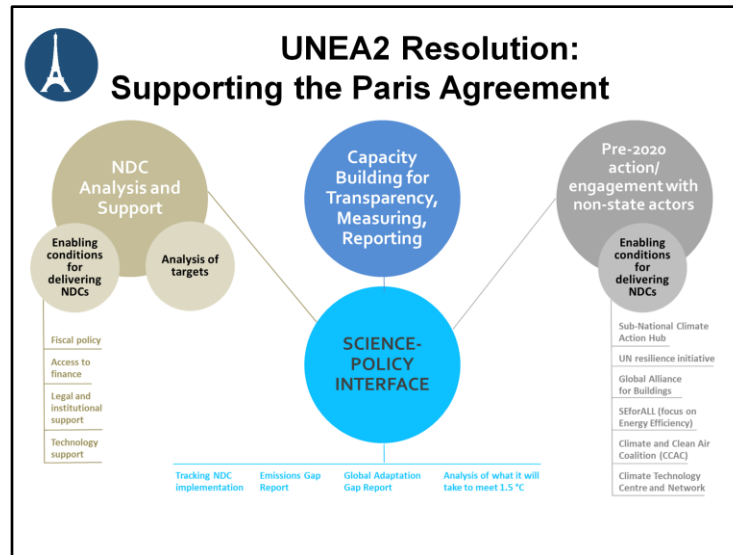 UNEA2 Resolution:
Supporting the Paris Agreement
NDC
Analysis and
Support
Enabling
conditions
for
delivering
NDCs
Analysis of
targets
Fiscal policy
Access to
finance
Legal and
institutional
support
Technology
support
Capacity
Building for
Transparency,
Measuring,
Reporting
SCIENCE-
POLICY
INTERFACE
Tracking NDC
implementation
Emissions Gap
Report
Global Adaptation
Gap Report
Analysis of what it will
take to meet 1.5 °C
Pre-2020
action/
engagement with
non-state actors
Enabling
conditions for
delivering
NDCs
Sub-National Climate
Action Hub
UN resilience initiative
Global Alliance
for Buildings
SEforALL (focus on
Energy Efficiency)
Climate and Clean Air
Coalition (CCAC)
Climate Technology
Centre and Network